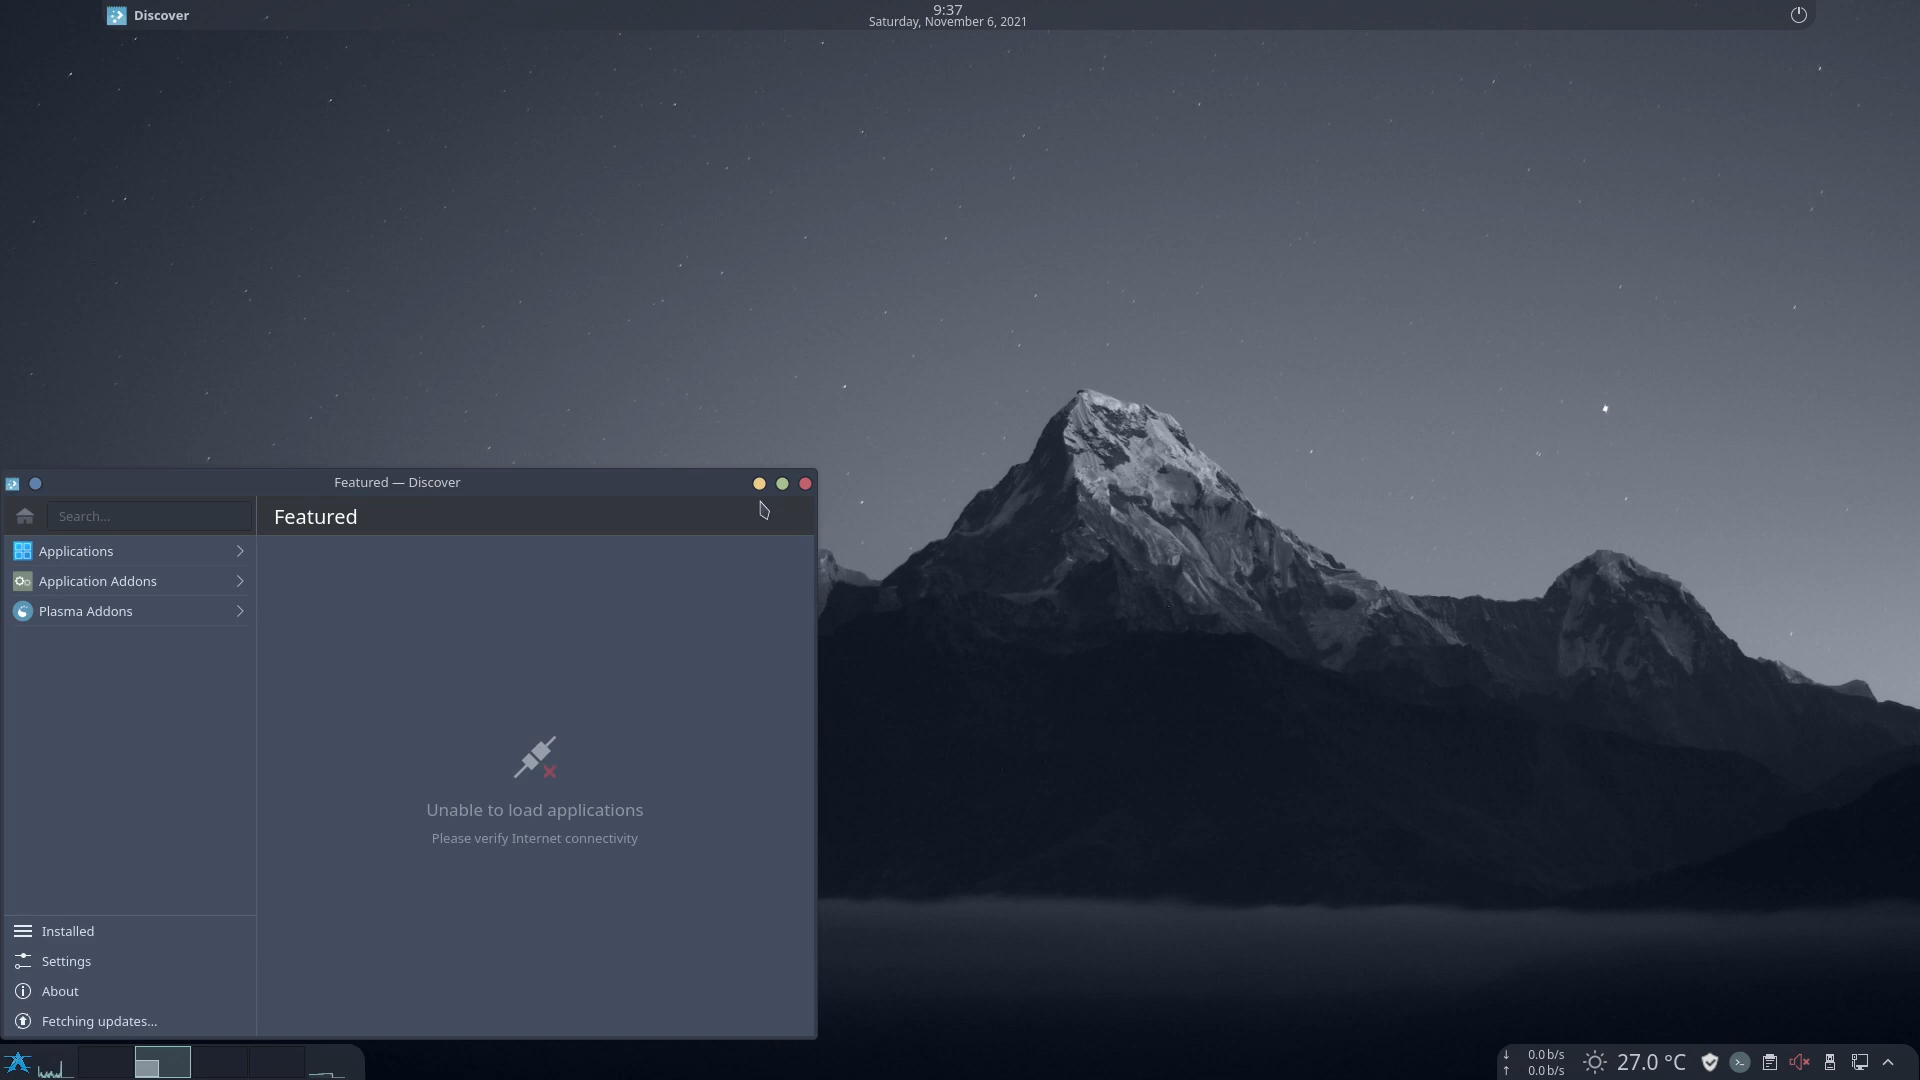 Discover
9:37
Saturday, November 6, 2021
Featured — Discover
Search...
Featured
Applications
Application Addons
Plasma Addons
Unable to load applications
Please verify Internet connectivity
Installed
Settings
About
Fetching updates...
↓ 0.0 b/s
↑ 0.0 b/s
27.0 °C